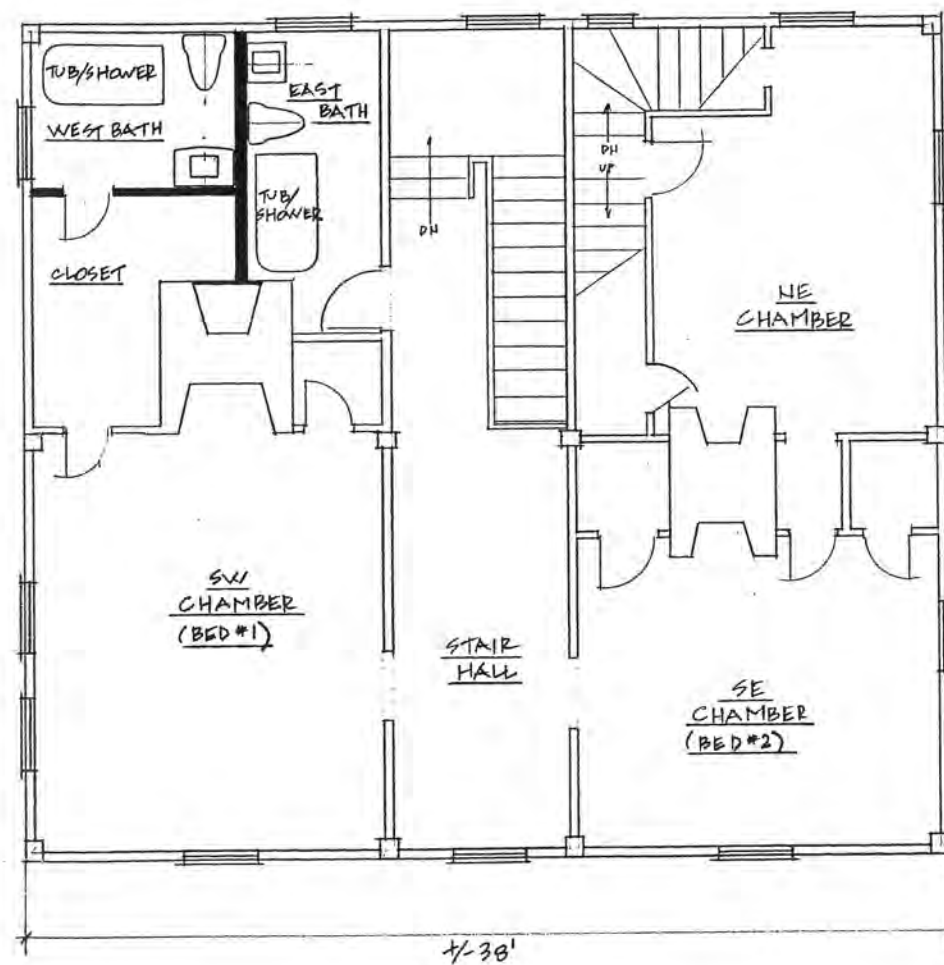 TUB/SHOWER
WEST BATH
EAST
BATH
TUB/
SHOWER
CLOSET
DN
DN
UP
NE
CHAMBER
SW
CHAMBER
(BED #1)
STAIR
HALL
SE
CHAMBER
(BED #2)
+/-38'